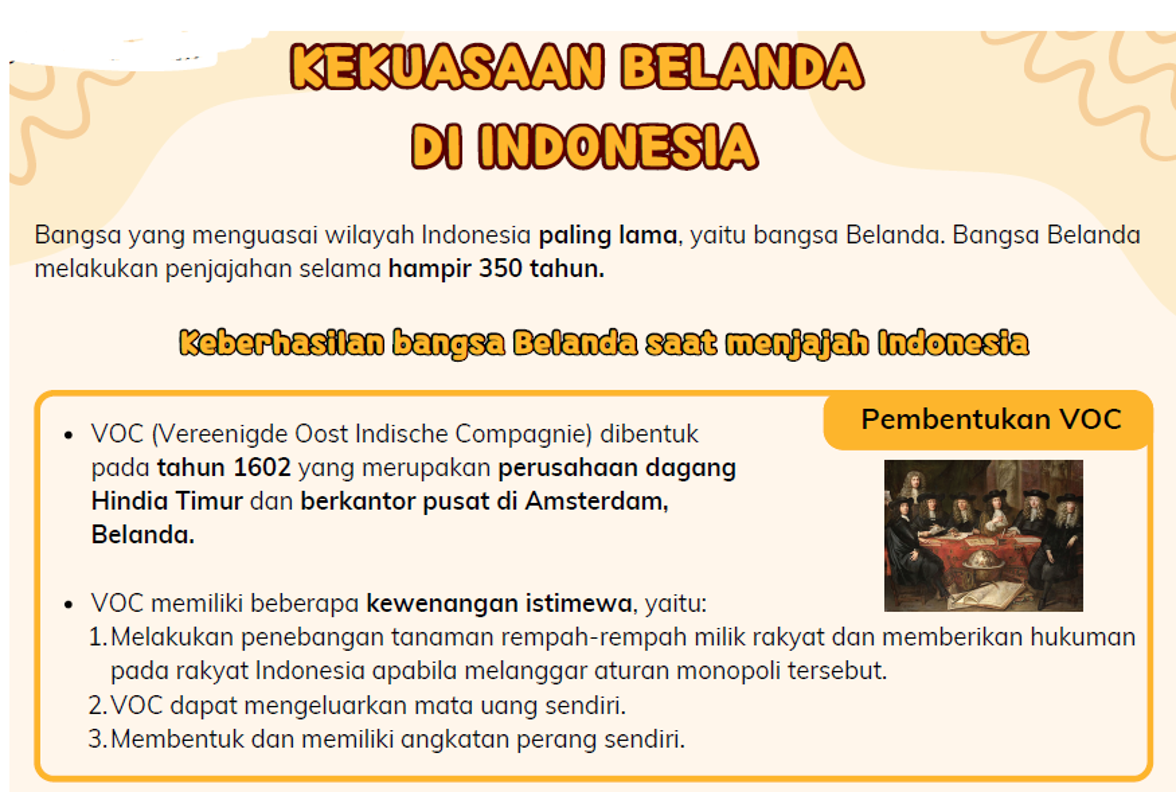 KEKUASAAN BELANDA
DI INDONESIA
Bangsa yang menguasai wilayah Indonesia paling lama, yaitu bangsa Belanda. Bangsa Belanda
melakukan penjajahan selama hampir 350 tahun.
Keberhasilan bangsa Belanda saat menjajah Indonesia
Pembentukan VOC
• VOC (Vereenigde Oost Indische Compagnie) dibentuk
pada tahun 1602 yang merupakan perusahaan dagang
Hindia Timur dan berkantor pusat di Amsterdam,
Belanda.
• VOC memiliki beberapa kewenangan istimewa, yaitu:
1. Melakukan penebangan tanaman rempah-rempah milik rakyat dan memberikan hukuman
pada rakyat Indonesia apabila melanggar aturan monopoli tersebut.
2. VOC dapat mengeluarkan mata uang sendiri.
3. Membentuk dan memiliki angkatan perang sendiri.